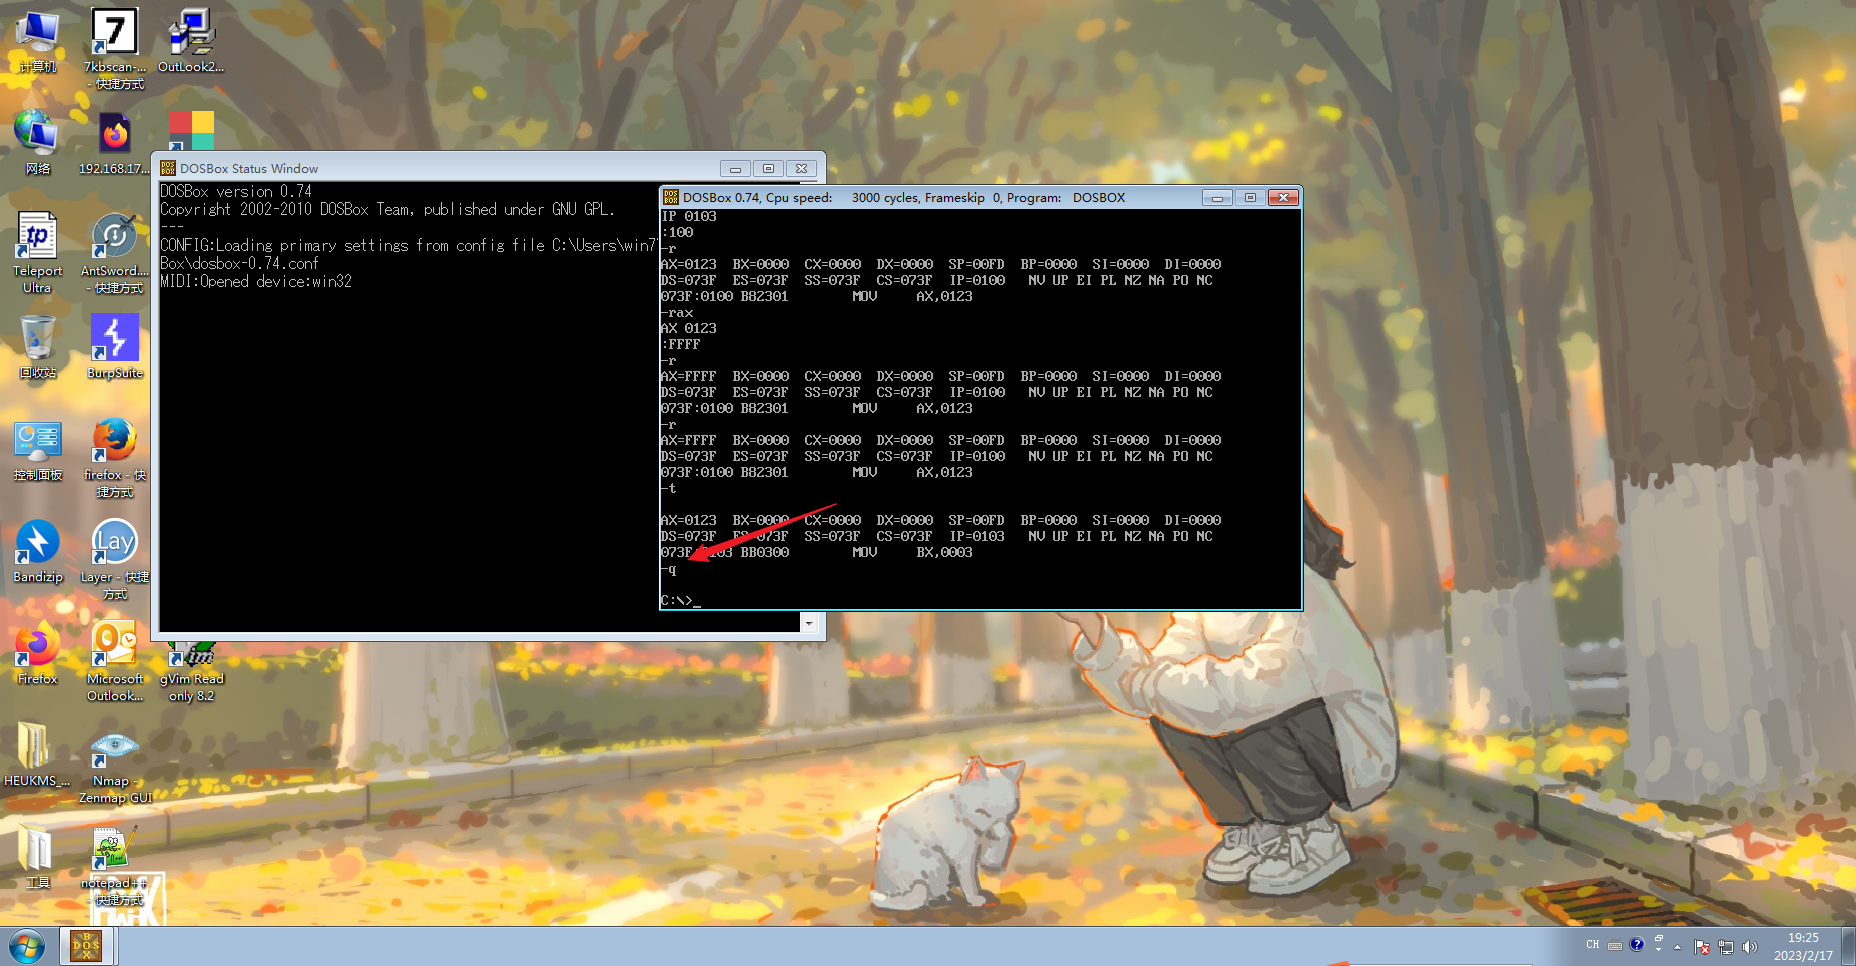 计算机
7
7kbscan-...
- 快捷方式
OutLook2...
网络
192.168.17...
tp
Teleport
Ultra
AntSword....
- 快捷方式
回收站
BurpSuite
控制面板
firefox - 快
捷方式
Bandizip
Lay
Layer - 快捷
方式
Firefox
Microsoft
Outlook...
gVim Read
only 8.2
HEUKMS_...
Nmap -
Zenmap GUI
工具
notepad++
- 快捷方式
DOSBox Status Window
DOSBox version 0.74
Copyright 2002-2010 DOSBox Team, published under GNU GPL.
---
CONFIG:Loading primary settings from config file C:\Users\win7
Box\dosbox-0.74.conf
MIDI:Opened device:win32
DOSBox 0.74, Cpu speed:    3000 cycles, Frameskip  0, Program:   DOSBOX
IP 0103
:100
-r
AX=0123  BX=0000  CX=0000  DX=0000  SP=00FD  BP=0000  SI=0000  DI=0000
DS=073F  ES=073F  SS=073F  CS=073F  IP=0100   NV UP EI PL NZ NA PO NC
073F:0100 B82301        MOV     AX,0123
-rax
AX 0123
:FFFF
-r
AX=FFFF  BX=0000  CX=0000  DX=0000  SP=00FD  BP=0000  SI=0000  DI=0000
DS=073F  ES=073F  SS=073F  CS=073F  IP=0100   NV UP EI PL NZ NA PO NC
073F:0100 B82301        MOV     AX,0123
-r
AX=FFFF  BX=0000  CX=0000  DX=0000  SP=00FD  BP=0000  SI=0000  DI=0000
DS=073F  ES=073F  SS=073F  CS=073F  IP=0100   NV UP EI PL NZ NA PO NC
073F:0100 B82301        MOV     AX,0123
-t
AX=0123  BX=0000  CX=0000  DX=0000  SP=00FD  BP=0000  SI=0000  DI=0000
DS=073F  ES=073F  SS=073F  CS=073F  IP=0103   NV UP EI PL NZ NA PO NC
073F:0103 BB0300        MOV     BX,0003
-q
C:\>_
CH
19:25
2023/2/17